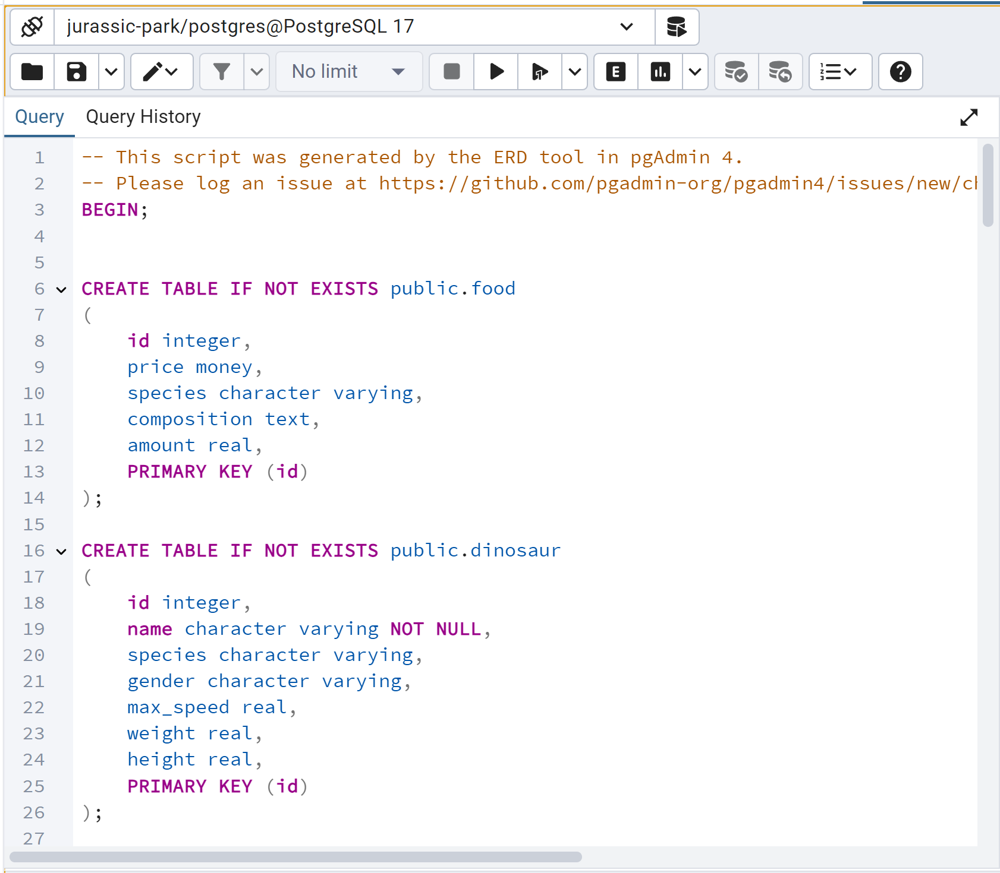 jurassic-park/postgres@PostgreSQL 17
No limit
E
Query Query History
1 -- This script was generated by the ERD tool in pgAdmin 4.
2 -- Please log an issue at https://github.com/pgadmin-org/pgadmin4/issues/new/ch
3 BEGIN;
4
5
6 CREATE TABLE IF NOT EXISTS public.food
7 (
8     id integer,
9     price money,
10     species character varying,
11     composition text,
12     amount real,
13     PRIMARY KEY (id)
14 );
15
16 CREATE TABLE IF NOT EXISTS public.dinosaur
17 (
18     id integer,
19     name character varying NOT NULL,
20     species character varying,
21     gender character varying,
22     max_speed real,
23     weight real,
24     height real,
25     PRIMARY KEY (id)
26 );
27